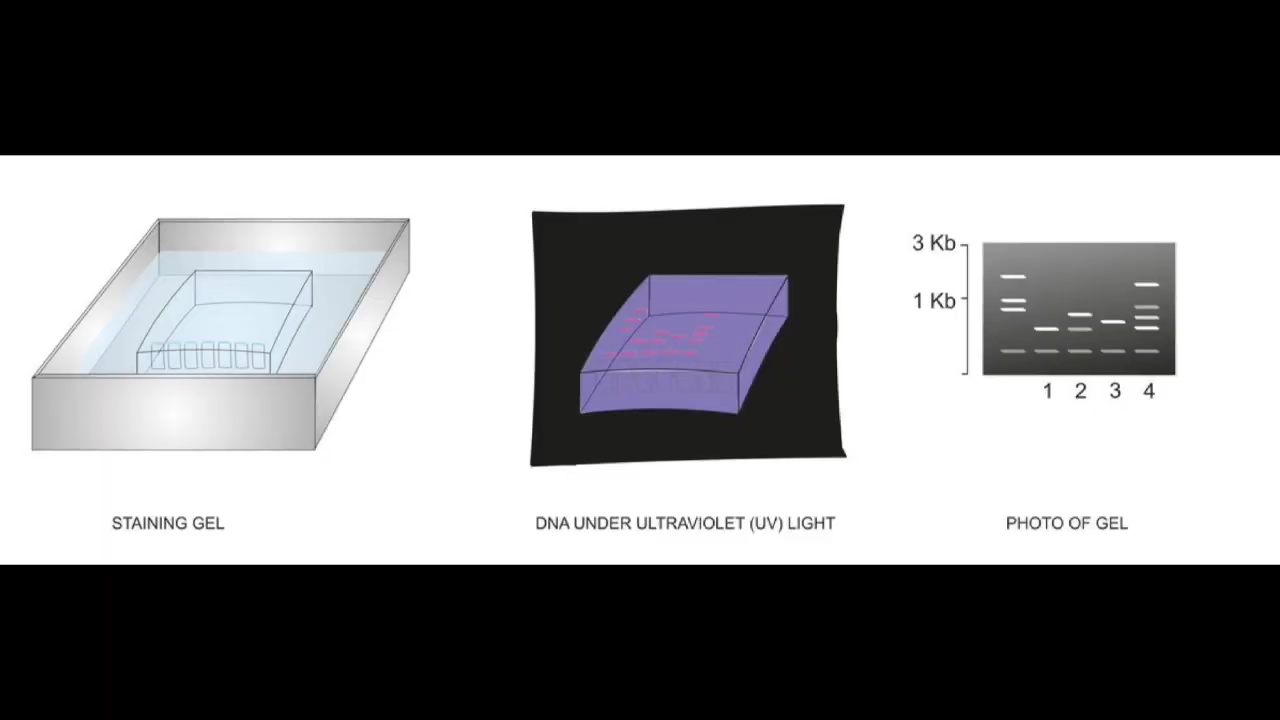 3 Kb
1 Kb
1 2 3 4
STAINING GEL
DNA UNDER ULTRAVIOLET (UV) LIGHT
PHOTO OF GEL